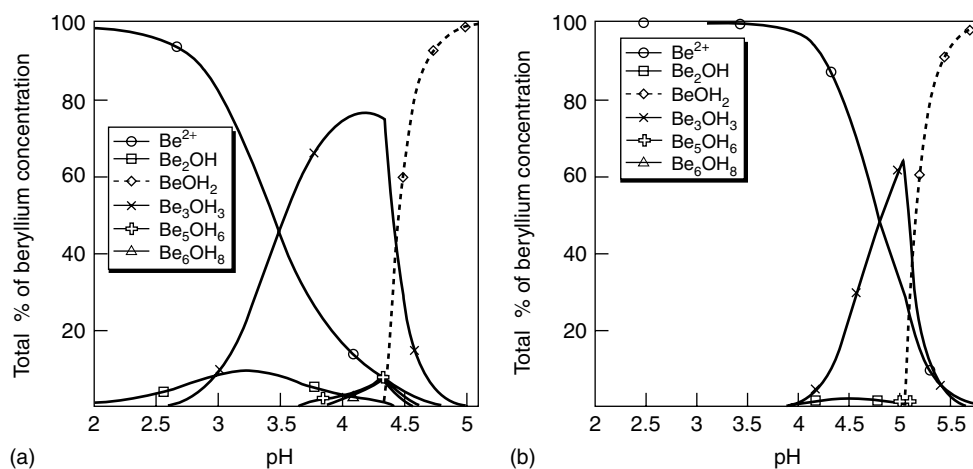 Total % of beryllium concentration
100
80
60
40
20
Be²⁺
Be₂OH
BeOH₂
Be₃OH₃
Be₅OH₆
Be₆OH₈
2 2.5 3 3.5 4 4.5 5
(a)
pH
Total % of beryllium concentration
100
80
60
40
20
Be²⁺
Be₂OH
BeOH₂
Be₃OH₃
Be₅OH₆
Be₆OH₈
2 2.5 3 3.5 4 4.5 5 5.5
(b)
pH